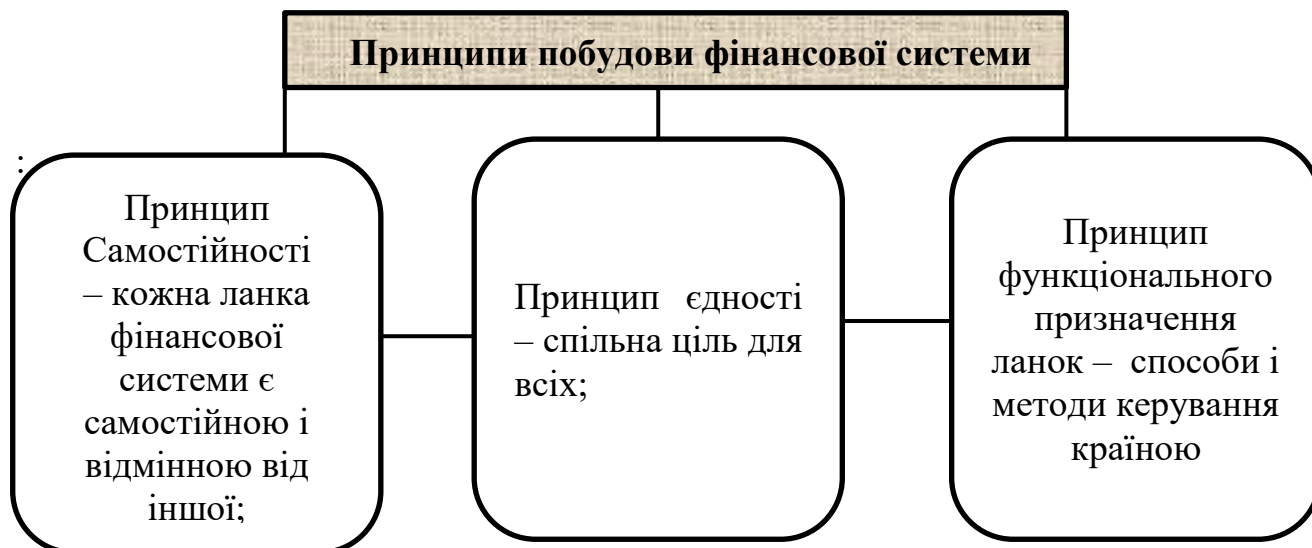 Принципи побудови фінансової системи
:
Принцип
Самостійності
– кожна ланка
фінансової
системи є
самостійною і
відмінною від
іншої;
Принцип єдності
– спільна ціль для
всіх;
Принцип
функціонального
призначення
ланок – способи і
методи керування
країною